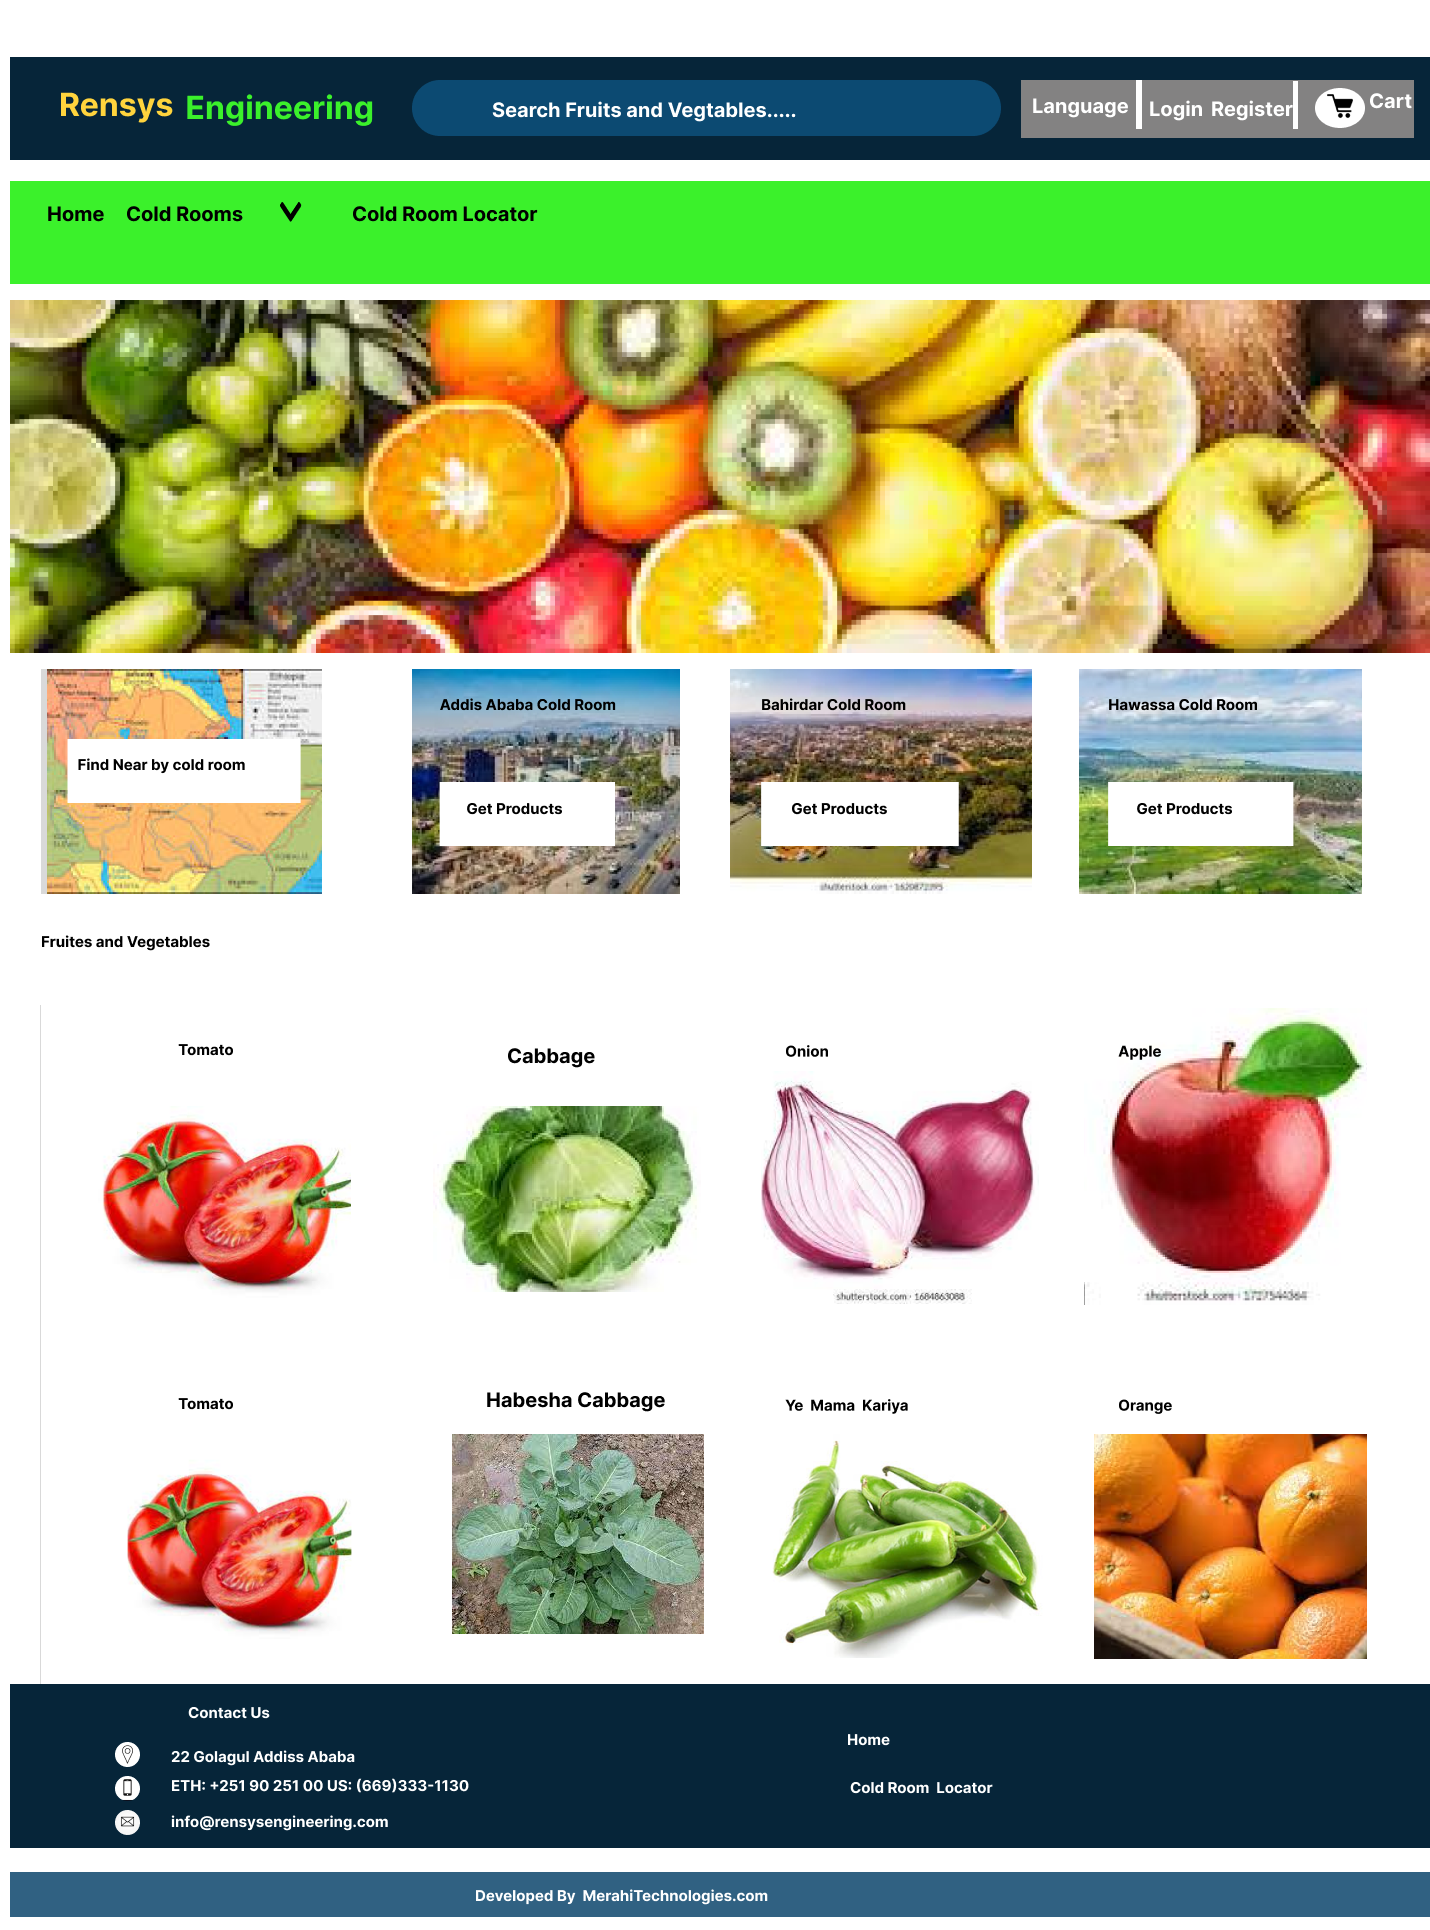 Rensys Engineering
Search Fruits and Vegtables.....
Language
Login Register
Cart
Home Cold Rooms Cold Room Locator
Ethiopia
Find Near by cold room
Addis Ababa Cold Room
Get Products
Bahirdar Cold Room
Get Products
shutterstock.com · 1620872395
Hawassa Cold Room
Get Products
Fruites and Vegetables
Tomato
Cabbage
Onion
Apple
shutterstock.com · 1684863088
shutterstock.com · 1727544364
Tomato
Habesha Cabbage
Ye Mama Kariya
Orange
Contact Us
22 Golagul Addiss Ababa
ETH: +251 90 251 00 US: (669)333-1130
info@rensysengineering.com
Home
Cold Room Locator
Developed By MerahiTechnologies.com